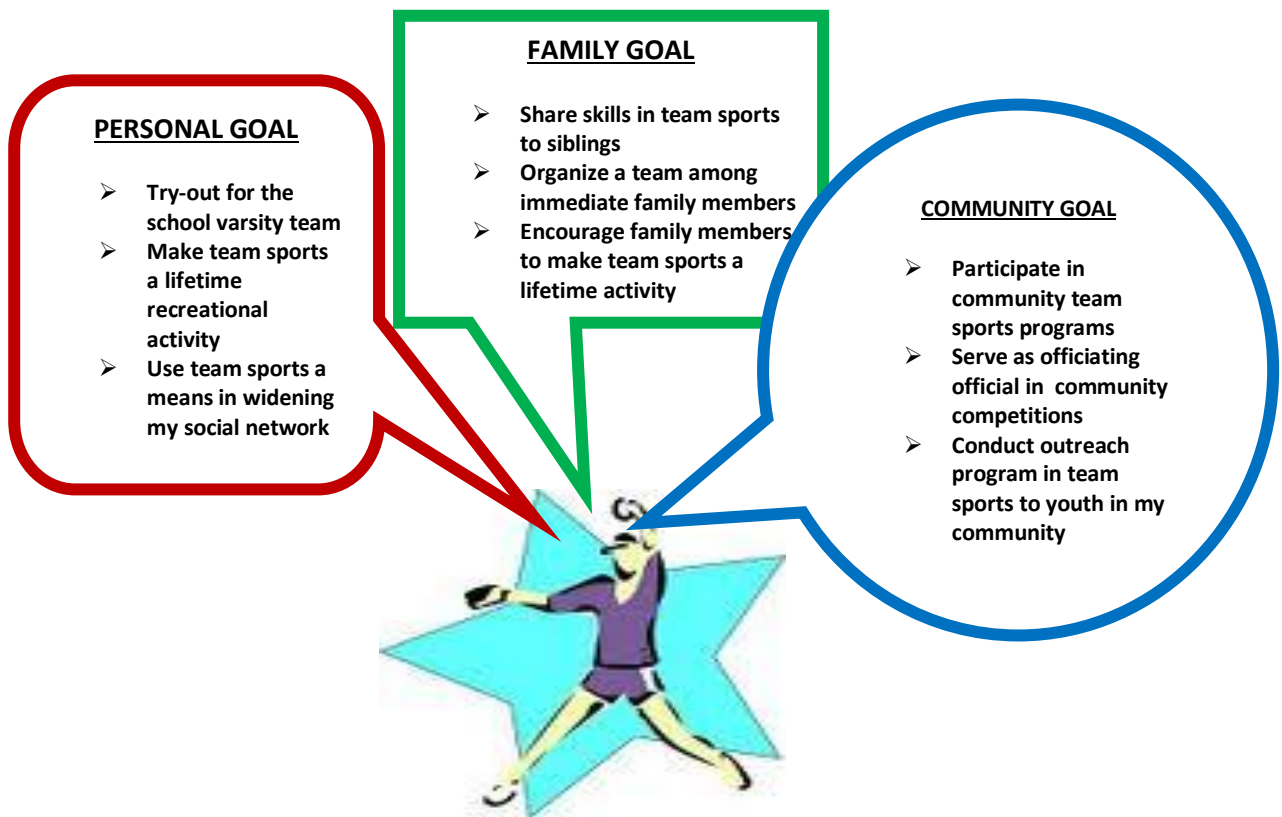 PERSONAL GOAL
➢ Try-out for the
school varsity team
➢ Make team sports
a lifetime
recreational
activity
➢ Use team sports a
means in widening
my social network
FAMILY GOAL
➢ Share skills in team sports
to siblings
➢ Organize a team among
immediate family members
➢ Encourage family members
to make team sports a
lifetime activity
COMMUNITY GOAL
➢ Participate in
community team
sports programs
➢ Serve as officiating
official in community
competitions
➢ Conduct outreach
program in team
sports to youth in my
community